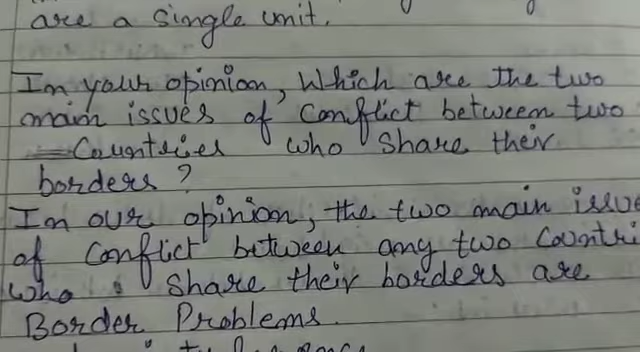 are a single unit.
In your opinion, Which are the two
main issues of conflict between two
Countries who share their
borders ?
In our opinion, the two main issue
of conflict between any two Countri
who share their borders are
Border Problems.